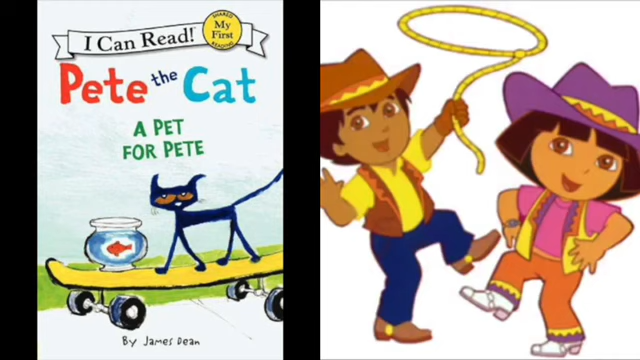 I Can Read!
SHARED
My
First
READING
Pete the Cat
A PET
FOR PETE
By James Dean